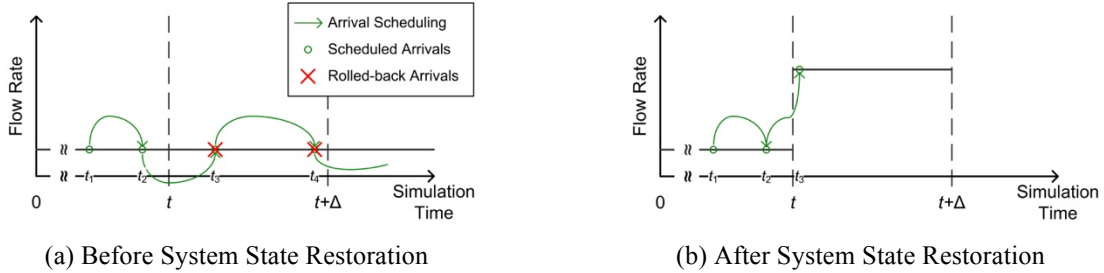 Flow Rate
Arrival Scheduling
Scheduled Arrivals
Rolled-back Arrivals
≈ t₁ t₂ t₃ t₄
0 t t+Δ
Simulation
Time
(a) Before System State Restoration
Flow Rate
≈ t₁ t₂ t₃
0 t t+Δ
Simulation
Time
(b) After System State Restoration